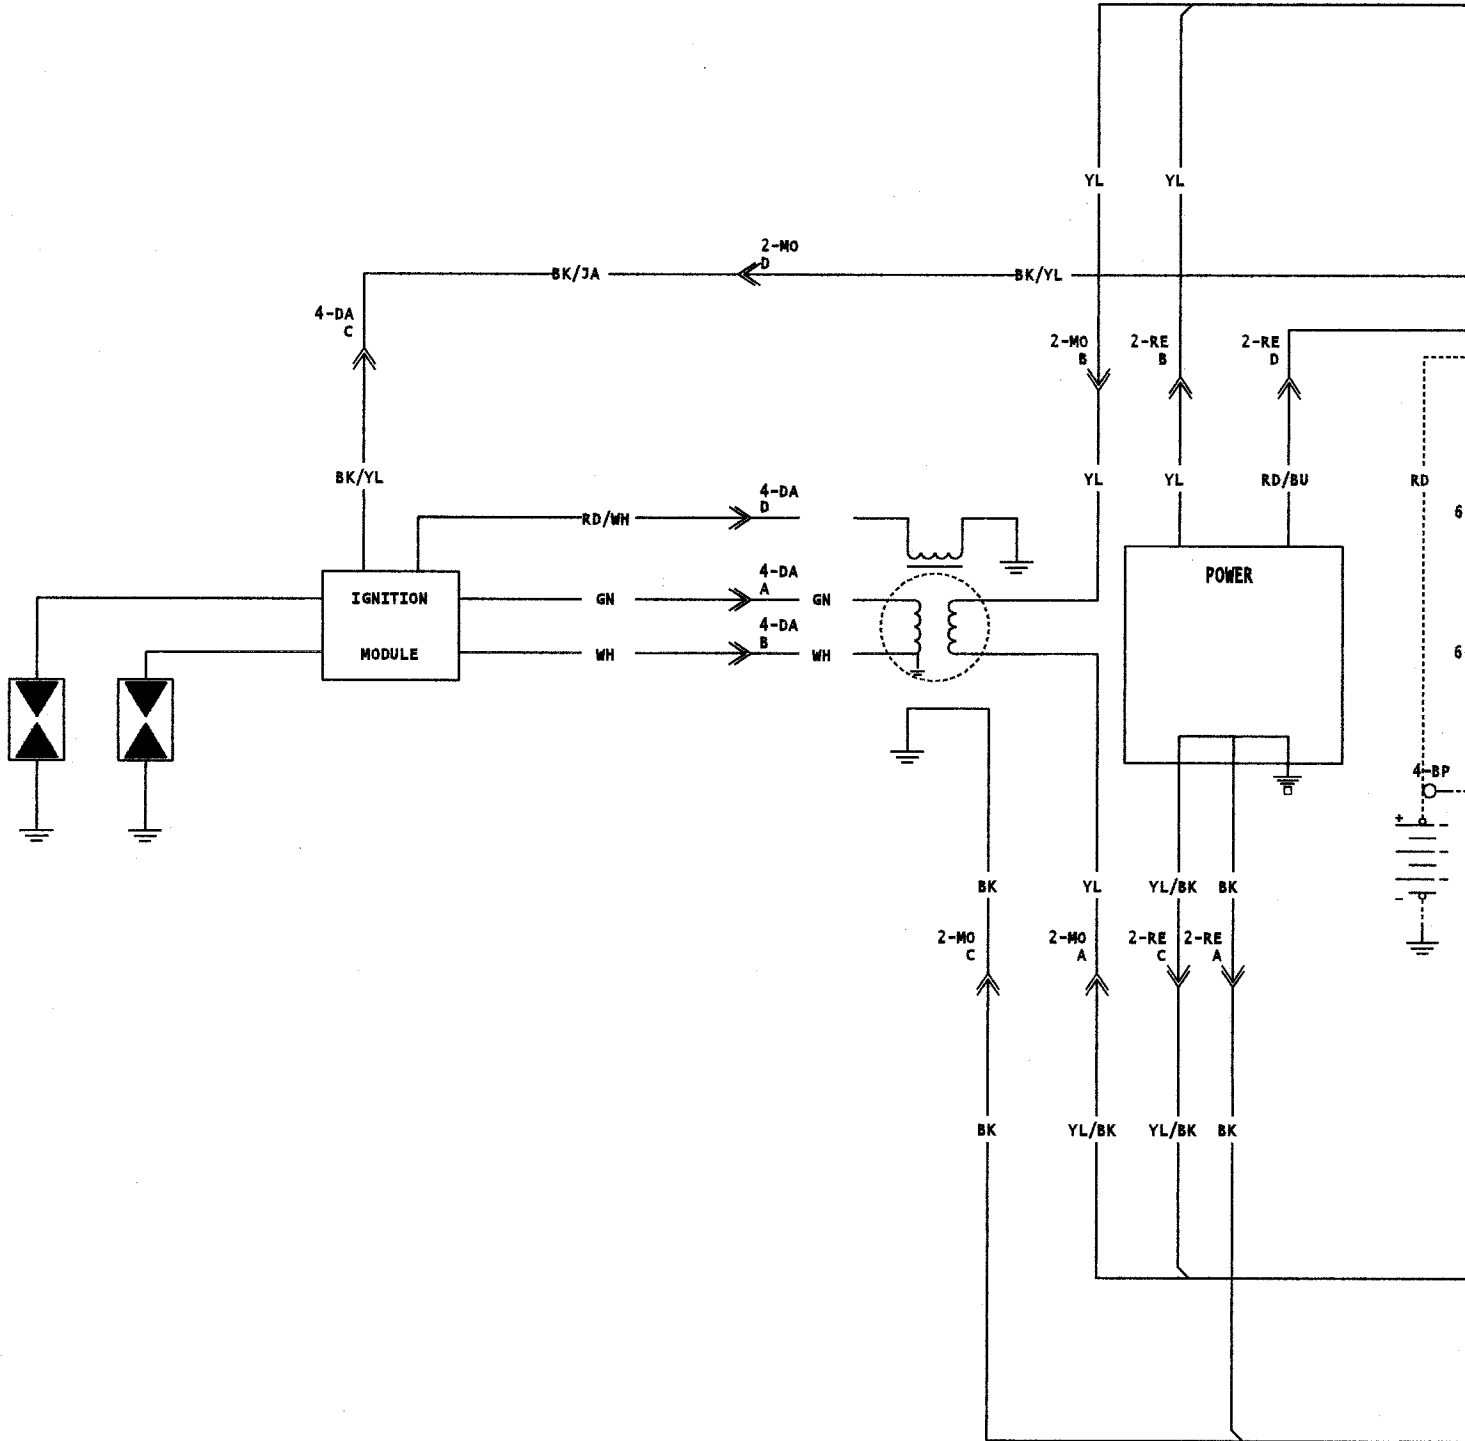 YL YL
2-MO
D
BK/JA BK/YL
4-DA
C
2-MO 2-RE 2-RE
B B D
BK/YL YL YL RD/BU RD
4-DA
D
RD/WH
6
4-DA
A
POWER
IGNITION GN GN
4-DA
B
MODULE WH WH
6
4-BP
+
-
BK YL YL/BK BK
2-MO 2-MO 2-RE 2-RE
C A C A
BK YL/BK YL/BK BK